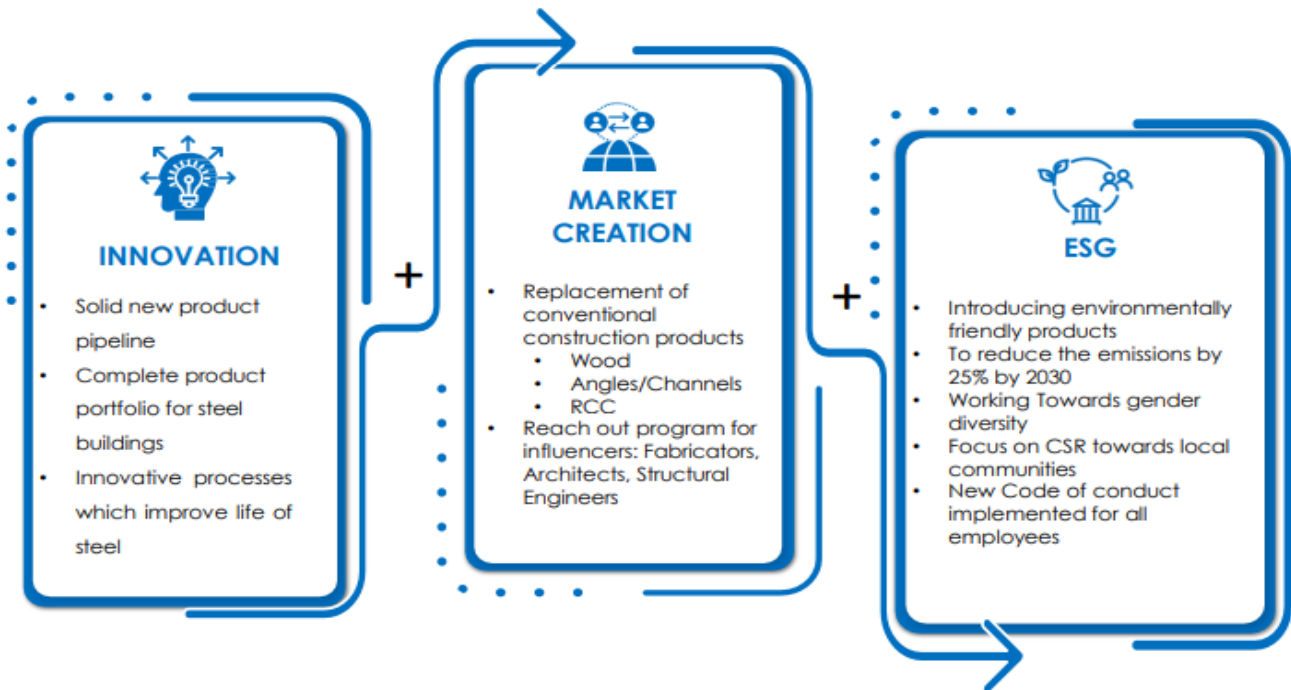 INNOVATION
• Solid new product
pipeline
• Complete product
portfolio for steel
buildings
• Innovative processes
which improve life of
steel
+
MARKET
CREATION
• Replacement of
conventional
construction products
• Wood
• Angles/Channels
• RCC
• Reach out program for
influencers: Fabricators,
Architects, Structural
Engineers
+
ESG
• Introducing environmentally
friendly products
• To reduce the emissions by
25% by 2030
• Working Towards gender
diversity
• Focus on CSR towards local
communities
• New Code of conduct
implemented for all
employees